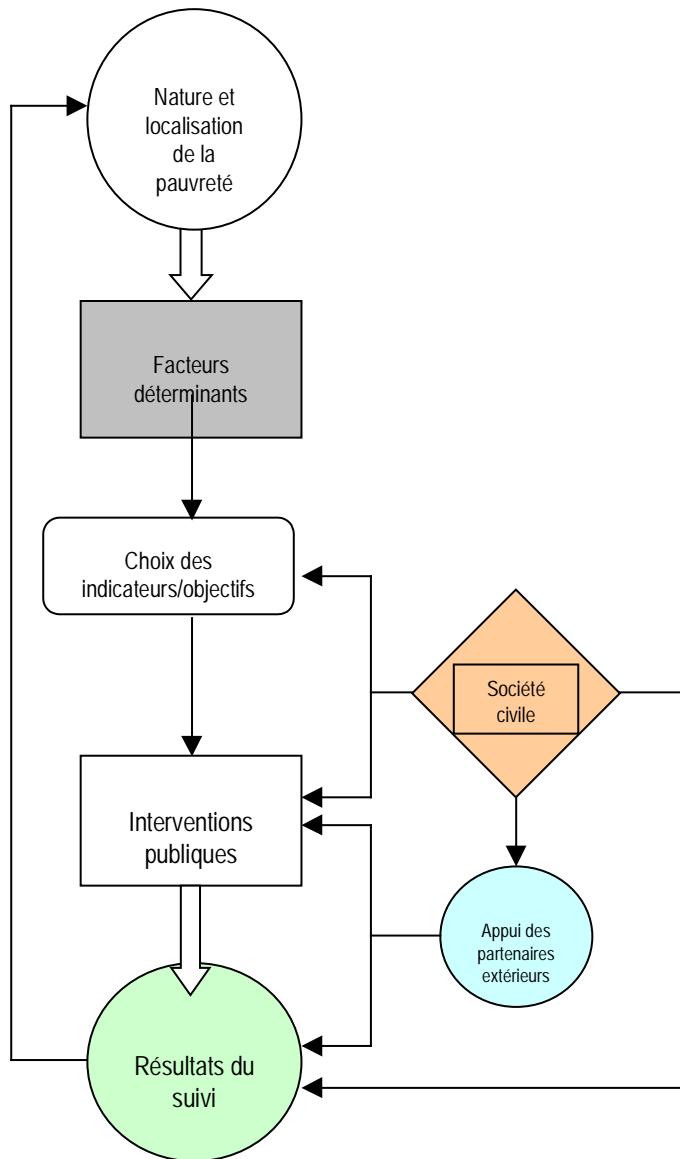 Nature et
localisation
de la
pauvreté
Facteurs
déterminants
Choix des
indicateurs/objectifs
Société
civile
Interventions
publiques
Appui des
partenaires
extérieurs
Résultats du
suivi